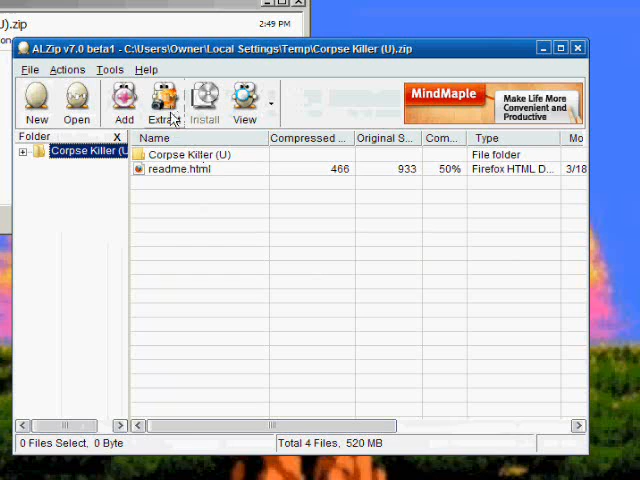 J).zip
2:49 PM
ALZip v7.0 beta1 - C:\Users\Owner\Local Settings\Temp\Corpse Killer (U).zip
File Actions Tools Help
New Open Add Extra Install View
MindMaple
Make Life More
Convenient and
Productive
Folder X
Name Compressed ... Original S... Com... Type Mo
Corpse Killer (U
Corpse Killer (U) File folder
readme.html 466 933 50% Firefox HTML D... 3/18
0 Files Select, 0 Byte
Total 4 Files, 520 MB